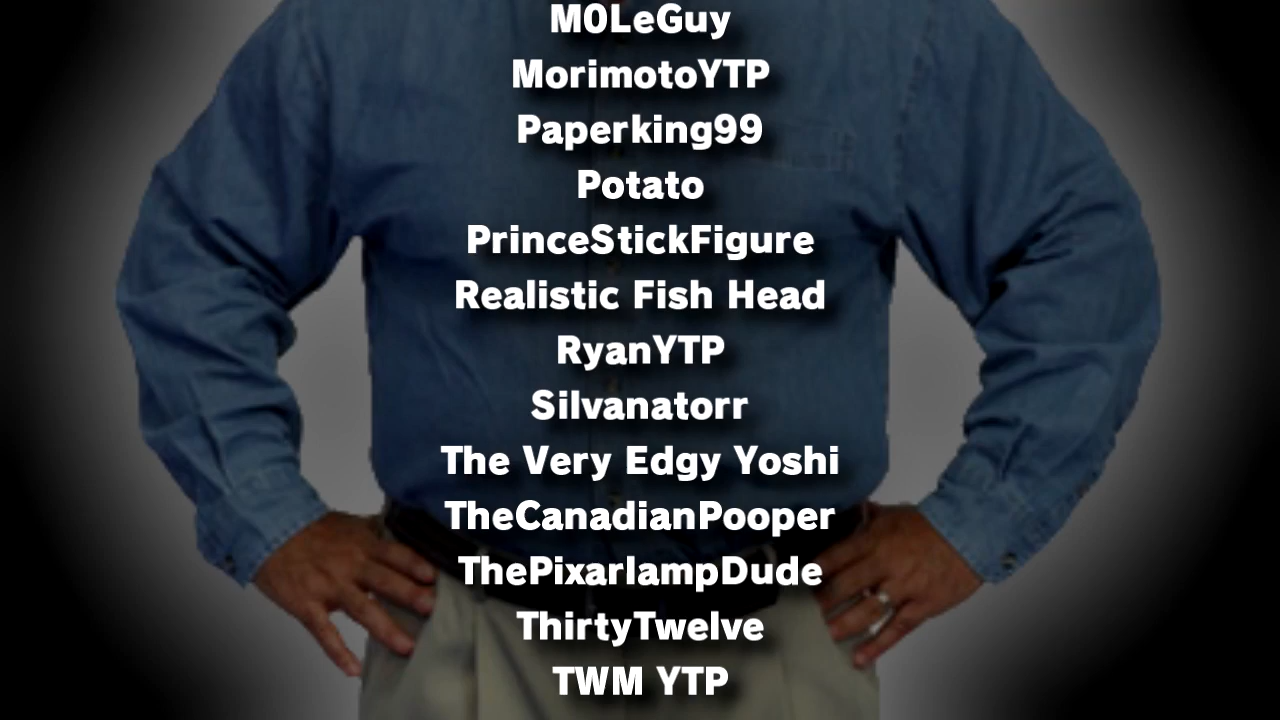 M0LeGuy
MorimotoYTP
Paperking99
Potato
PrinceStickFigure
Realistic Fish Head
RyanYTP
Silvanatorr
The Very Edgy Yoshi
TheCanadianPooper
ThePixarlampDude
ThirtyTwelve
TWM YTP